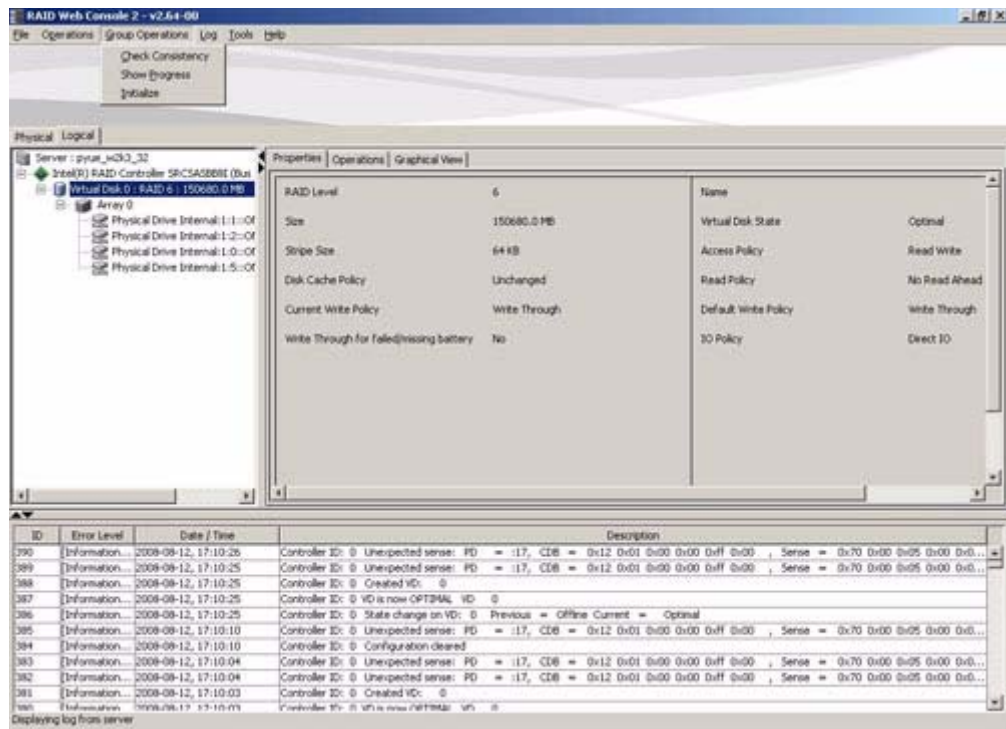 RAID Web Console 2 - v2.64-00
File Operations Group Operations Log Tools Help
Check Consistency
Show Progress
Initialize
Physical Logical
Server : pyue_w2k3_32
Intel(R) RAID Controller SRCSASBB8I (Bus
Virtual Disk 0 : RAID 6 : 150680.0 MB
Array 0
Physical Drive Internal:1:1::Of
Physical Drive Internal:1:2::Of
Physical Drive Internal:1:0::Of
Physical Drive Internal:1:5::Of
Properties Operations Graphical View
RAID Level 6 Name
Size 150680.0 MB Virtual Disk State Optimal
Stripe Size 64 KB Access Policy Read Write
Disk Cache Policy Unchanged Read Policy No Read Ahead
Current Write Policy Write Through Default Write Policy Write Through
Write Through for failed/missing battery No IO Policy Direct IO
ID Error Level Date / Time Description
390 [Information... 2008-08-12, 17:10:26 Controller ID: 0 Unexpected sense: PD = :17, CDB = 0x12 0x01 0x00 0x00 0xff 0x00 , Sense = 0x70 0x00 0x05 0x00 0x0...
389 [Information... 2008-08-12, 17:10:25 Controller ID: 0 Unexpected sense: PD = :17, CDB = 0x12 0x01 0x00 0x00 0xff 0x00 , Sense = 0x70 0x00 0x05 0x00 0x0...
388 [Information... 2008-08-12, 17:10:25 Controller ID: 0 Created VD: 0
387 [Information... 2008-08-12, 17:10:25 Controller ID: 0 VD is now OPTIMAL VD 0
386 [Information... 2008-08-12, 17:10:25 Controller ID: 0 State change on VD: 0 Previous = Offline Current = Optimal
385 [Information... 2008-08-12, 17:10:10 Controller ID: 0 Unexpected sense: PD = :17, CDB = 0x12 0x01 0x00 0x00 0xff 0x00 , Sense = 0x70 0x00 0x05 0x00 0x0...
384 [Information... 2008-08-12, 17:10:10 Controller ID: 0 Configuration cleared
383 [Information... 2008-08-12, 17:10:04 Controller ID: 0 Unexpected sense: PD = :17, CDB = 0x12 0x01 0x00 0x00 0xff 0x00 , Sense = 0x70 0x00 0x05 0x00 0x0...
382 [Information... 2008-08-12, 17:10:04 Controller ID: 0 Unexpected sense: PD = :17, CDB = 0x12 0x01 0x00 0x00 0xff 0x00 , Sense = 0x70 0x00 0x05 0x00 0x0...
381 [Information... 2008-08-12, 17:10:03 Controller ID: 0 Created VD: 0
380 [Information... 2008-08-12, 17:10:03 Controller ID: 0 VD is now OPTIMAL VD 0
Displaying log from server